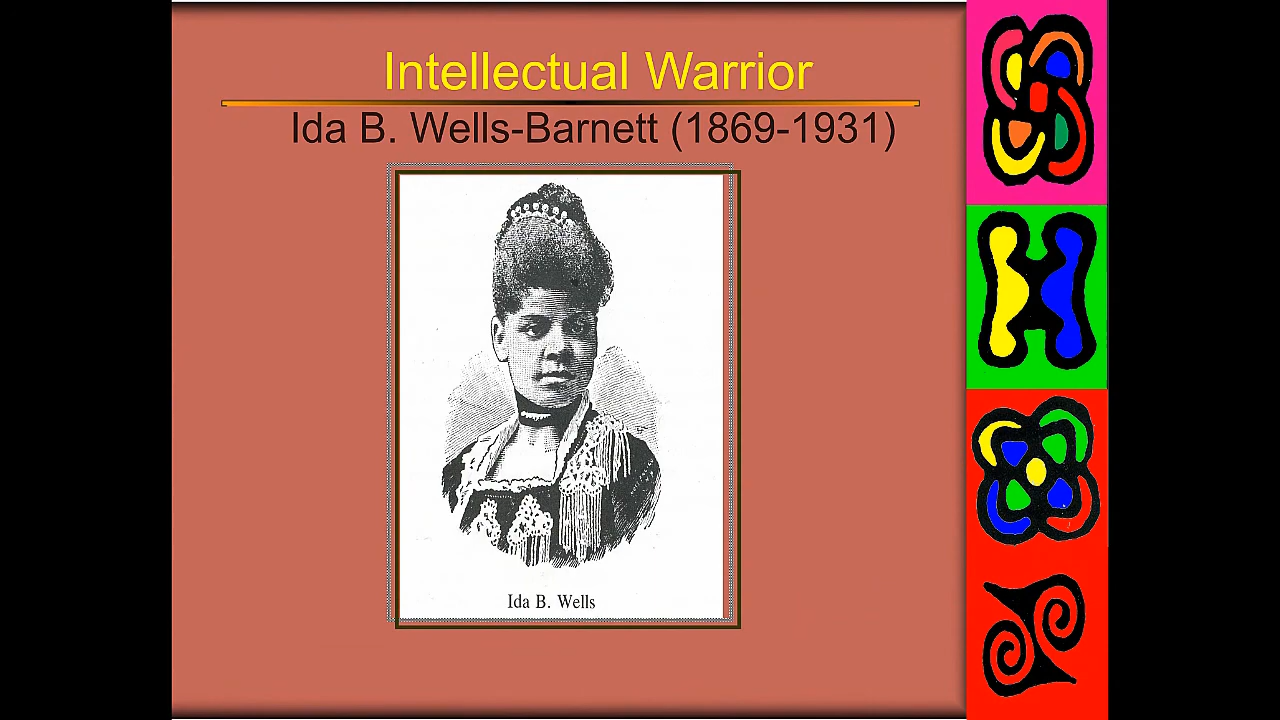 Intellectual Warrior
Ida B. Wells-Barnett (1869-1931)
Ida B. Wells